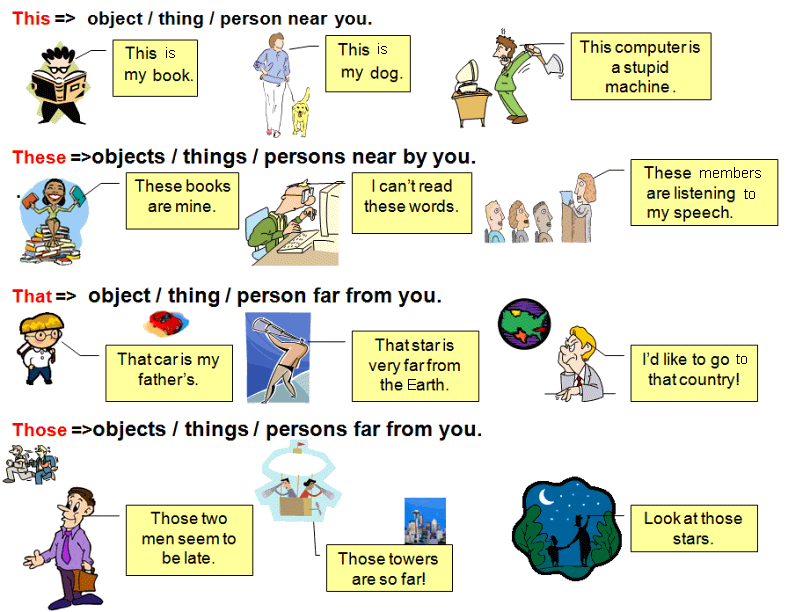 This => object / thing / person near you.
This is
my book.
This is
my dog.
This computer is
a stupid
machine.
These =>objects / things / persons near by you.
These books
are mine.
I can't read
these words.
These members
are listening to
my speech.
That => object / thing / person far from you.
That car is my
father's.
That star is
very far from
the Earth.
I'd like to go to
that country!
Those =>objects / things / persons far from you.
Those two
men seem to
be late.
Those towers
are so far!
Look at those
stars.